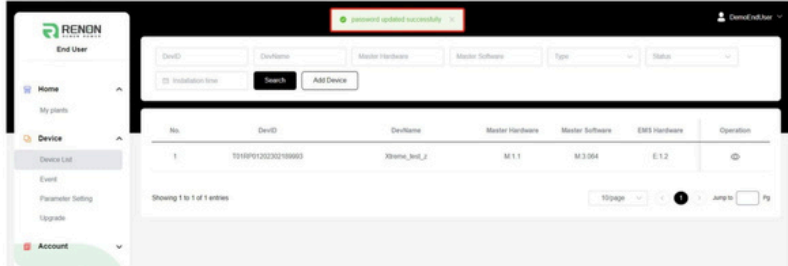 RENON
POWER
End User
Home
My plants
Device
Device List
Event
Parameter Setting
Upgrade
Account
password updated successfully
DemoEndUser
DevID
DevName
Master Hardware
Master Software
Type
Status
Installation time
Search
Add Device
No. DevID DevName Master Hardware Master Software EMS Hardware Operation
1 T01RP01202302189993 Xtreme_test_z M.1.1 M.3.064 E.1.2
Showing 1 to 1 of 1 entries
10/page
1
Jump to
Pg